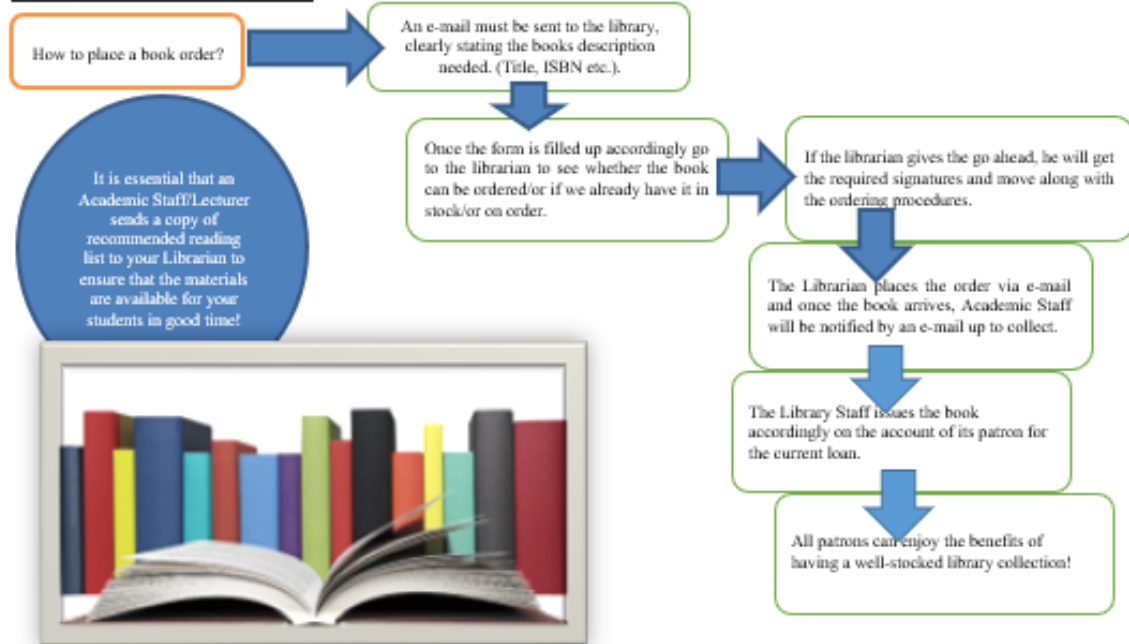 How to place a book order?
An e-mail must be sent to the library,
clearly stating the books description
needed. (Title, ISBN etc.).
Once the form is filled up accordingly go
to the librarian to see whether the book
can be ordered/or if we already have it in
stock/or on order.
If the librarian gives the go ahead, he will get
the required signatures and move along with
the ordering procedures.
The Librarian places the order via e-mail
and once the book arrives, Academic Staff
will be notified by an e-mail up to collect.
The Library Staff issues the book
accordingly on the account of its patron for
the current loan.
All patrons can enjoy the benefits of
having a well-stocked library collection!
It is essential that an
Academic Staff/Lecturer
sends a copy of
recommended reading
list to your Librarian to
ensure that the materials
are available for your
students in good time!